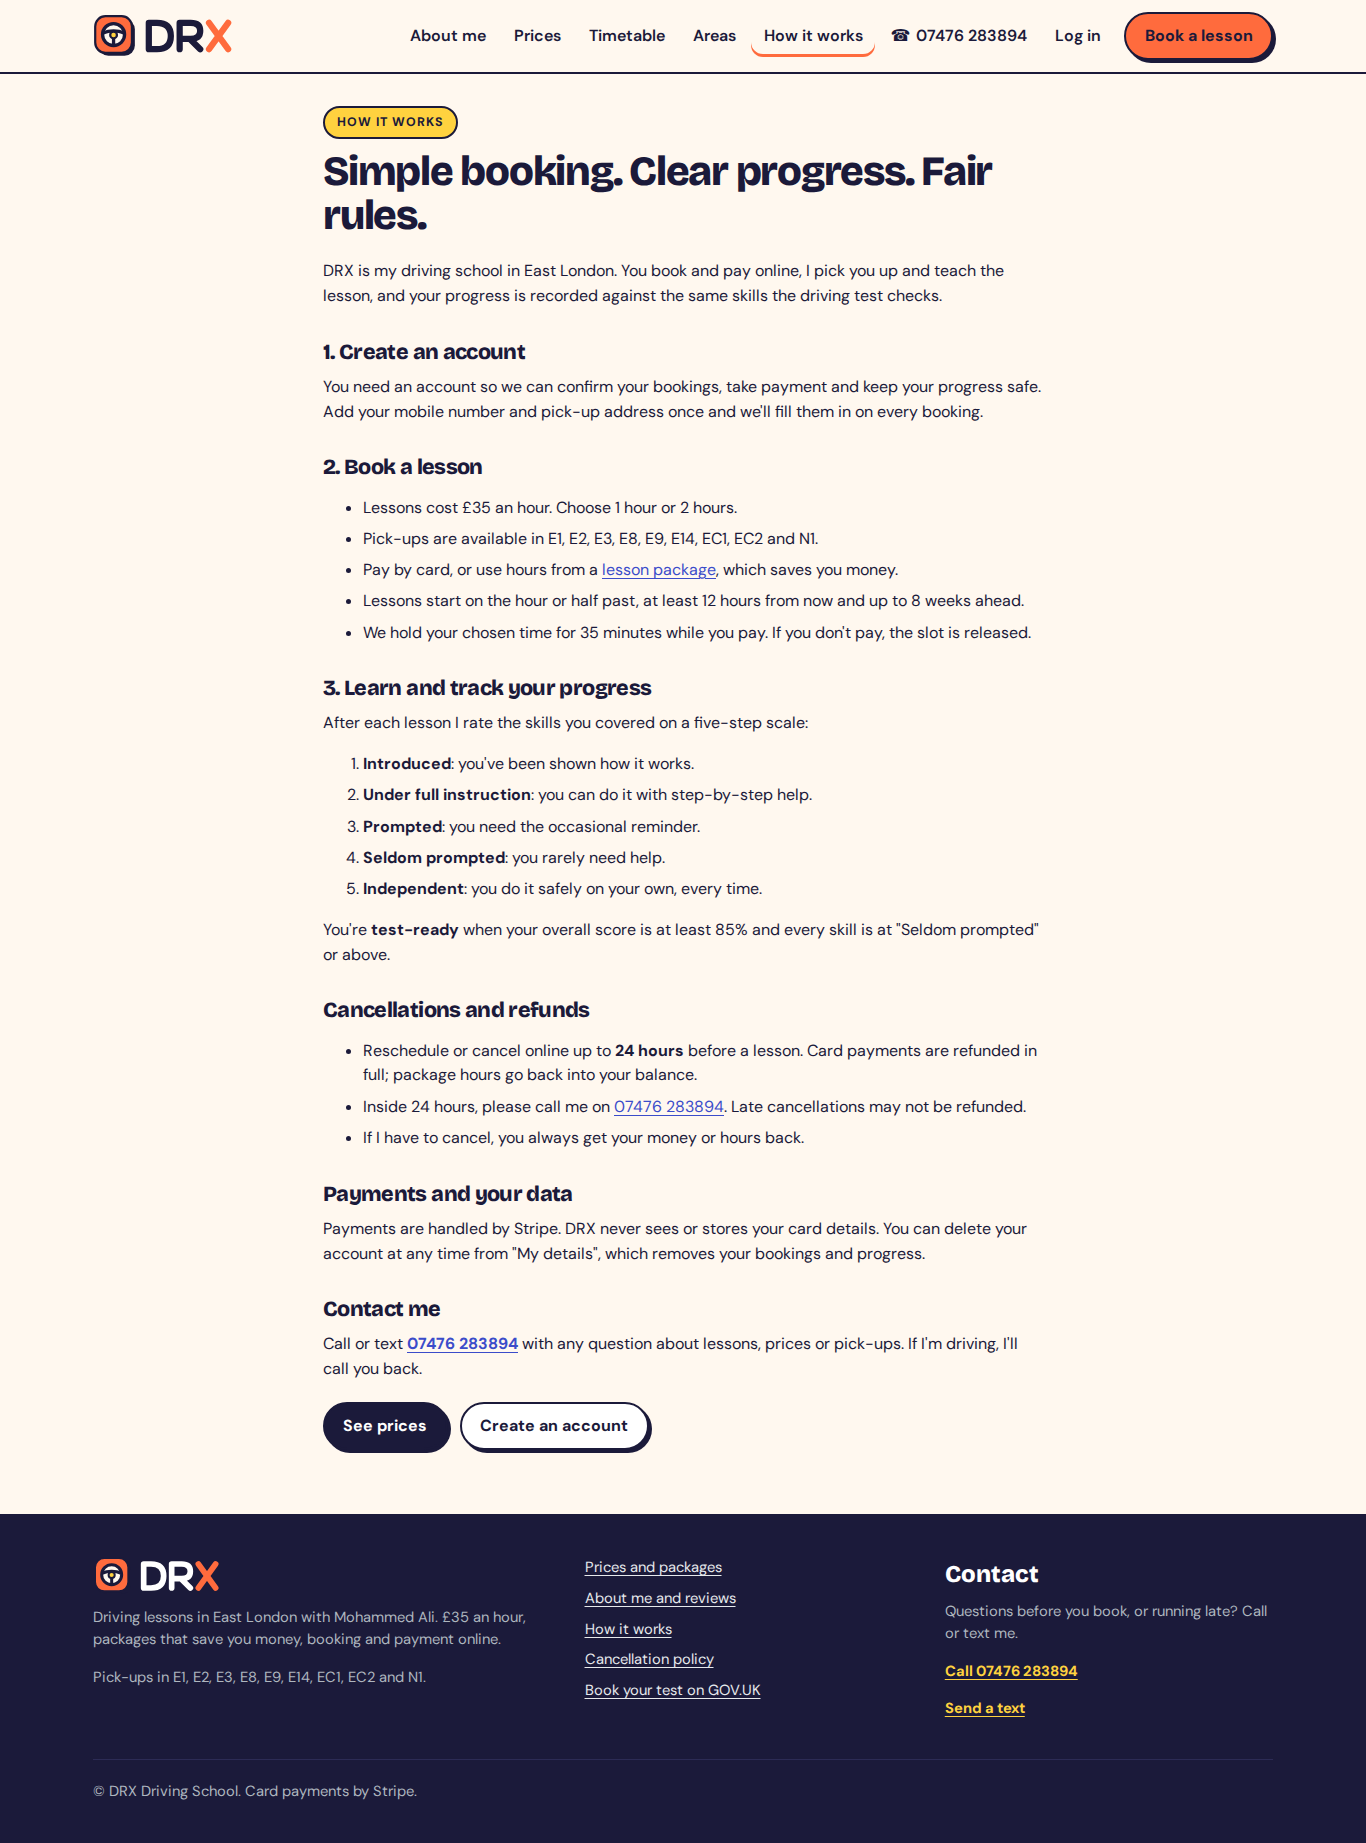 DRX
About me
Prices
Timetable
Areas
How it works
☎ 07476 283894
Log in
Book a lesson
HOW IT WORKS
Simple booking. Clear progress. Fair
rules.
DRX is my driving school in East London. You book and pay online, I pick you up and teach the
lesson, and your progress is recorded against the same skills the driving test checks.
1. Create an account
You need an account so we can confirm your bookings, take payment and keep your progress safe.
Add your mobile number and pick-up address once and we'll fill them in on every booking.
2. Book a lesson
• Lessons cost £35 an hour. Choose 1 hour or 2 hours.
• Pick-ups are available in E1, E2, E3, E8, E9, E14, EC1, EC2 and N1.
• Pay by card, or use hours from a lesson package, which saves you money.
• Lessons start on the hour or half past, at least 12 hours from now and up to 8 weeks ahead.
• We hold your chosen time for 35 minutes while you pay. If you don't pay, the slot is released.
3. Learn and track your progress
After each lesson I rate the skills you covered on a five-step scale:
1. Introduced: you've been shown how it works.
2. Under full instruction: you can do it with step-by-step help.
3. Prompted: you need the occasional reminder.
4. Seldom prompted: you rarely need help.
5. Independent: you do it safely on your own, every time.
You're test-ready when your overall score is at least 85% and every skill is at "Seldom prompted"
or above.
Cancellations and refunds
• Reschedule or cancel online up to 24 hours before a lesson. Card payments are refunded in
full; package hours go back into your balance.
• Inside 24 hours, please call me on 07476 283894. Late cancellations may not be refunded.
• If I have to cancel, you always get your money or hours back.
Payments and your data
Payments are handled by Stripe. DRX never sees or stores your card details. You can delete your
account at any time from "My details", which removes your bookings and progress.
Contact me
Call or text 07476 283894 with any question about lessons, prices or pick-ups. If I'm driving, I'll
call you back.
See prices
Create an account
DRX
Driving lessons in East London with Mohammed Ali. £35 an hour,
packages that save you money, booking and payment online.
Pick-ups in E1, E2, E3, E8, E9, E14, EC1, EC2 and N1.
Prices and packages
About me and reviews
How it works
Cancellation policy
Book your test on GOV.UK
Contact
Questions before you book, or running late? Call
or text me.
Call 07476 283894
Send a text
© DRX Driving School. Card payments by Stripe.